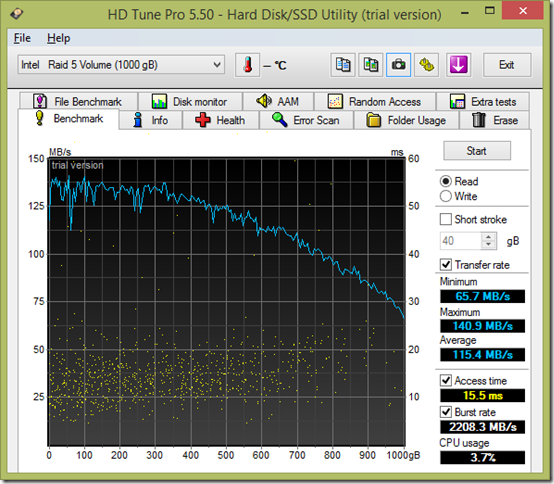 HD Tune Pro 5.50 - Hard Disk/SSD Utility (trial version)
File Help
Intel Raid 5 Volume (1000 gB)
– °C
Exit
File Benchmark Disk monitor AAM Random Access Extra tests
Benchmark Info Health Error Scan Folder Usage Erase
MB/s ms
trial version
150 60
125 50
100 40
75 30
50 20
25 10
0 100 200 300 400 500 600 700 800 900 1000gB
Start
Read
Write
Short stroke
40 gB
Transfer rate
Minimum
65.7 MB/s
Maximum
140.9 MB/s
Average
115.4 MB/s
Access time
15.5 ms
Burst rate
2208.3 MB/s
CPU usage
3.7%